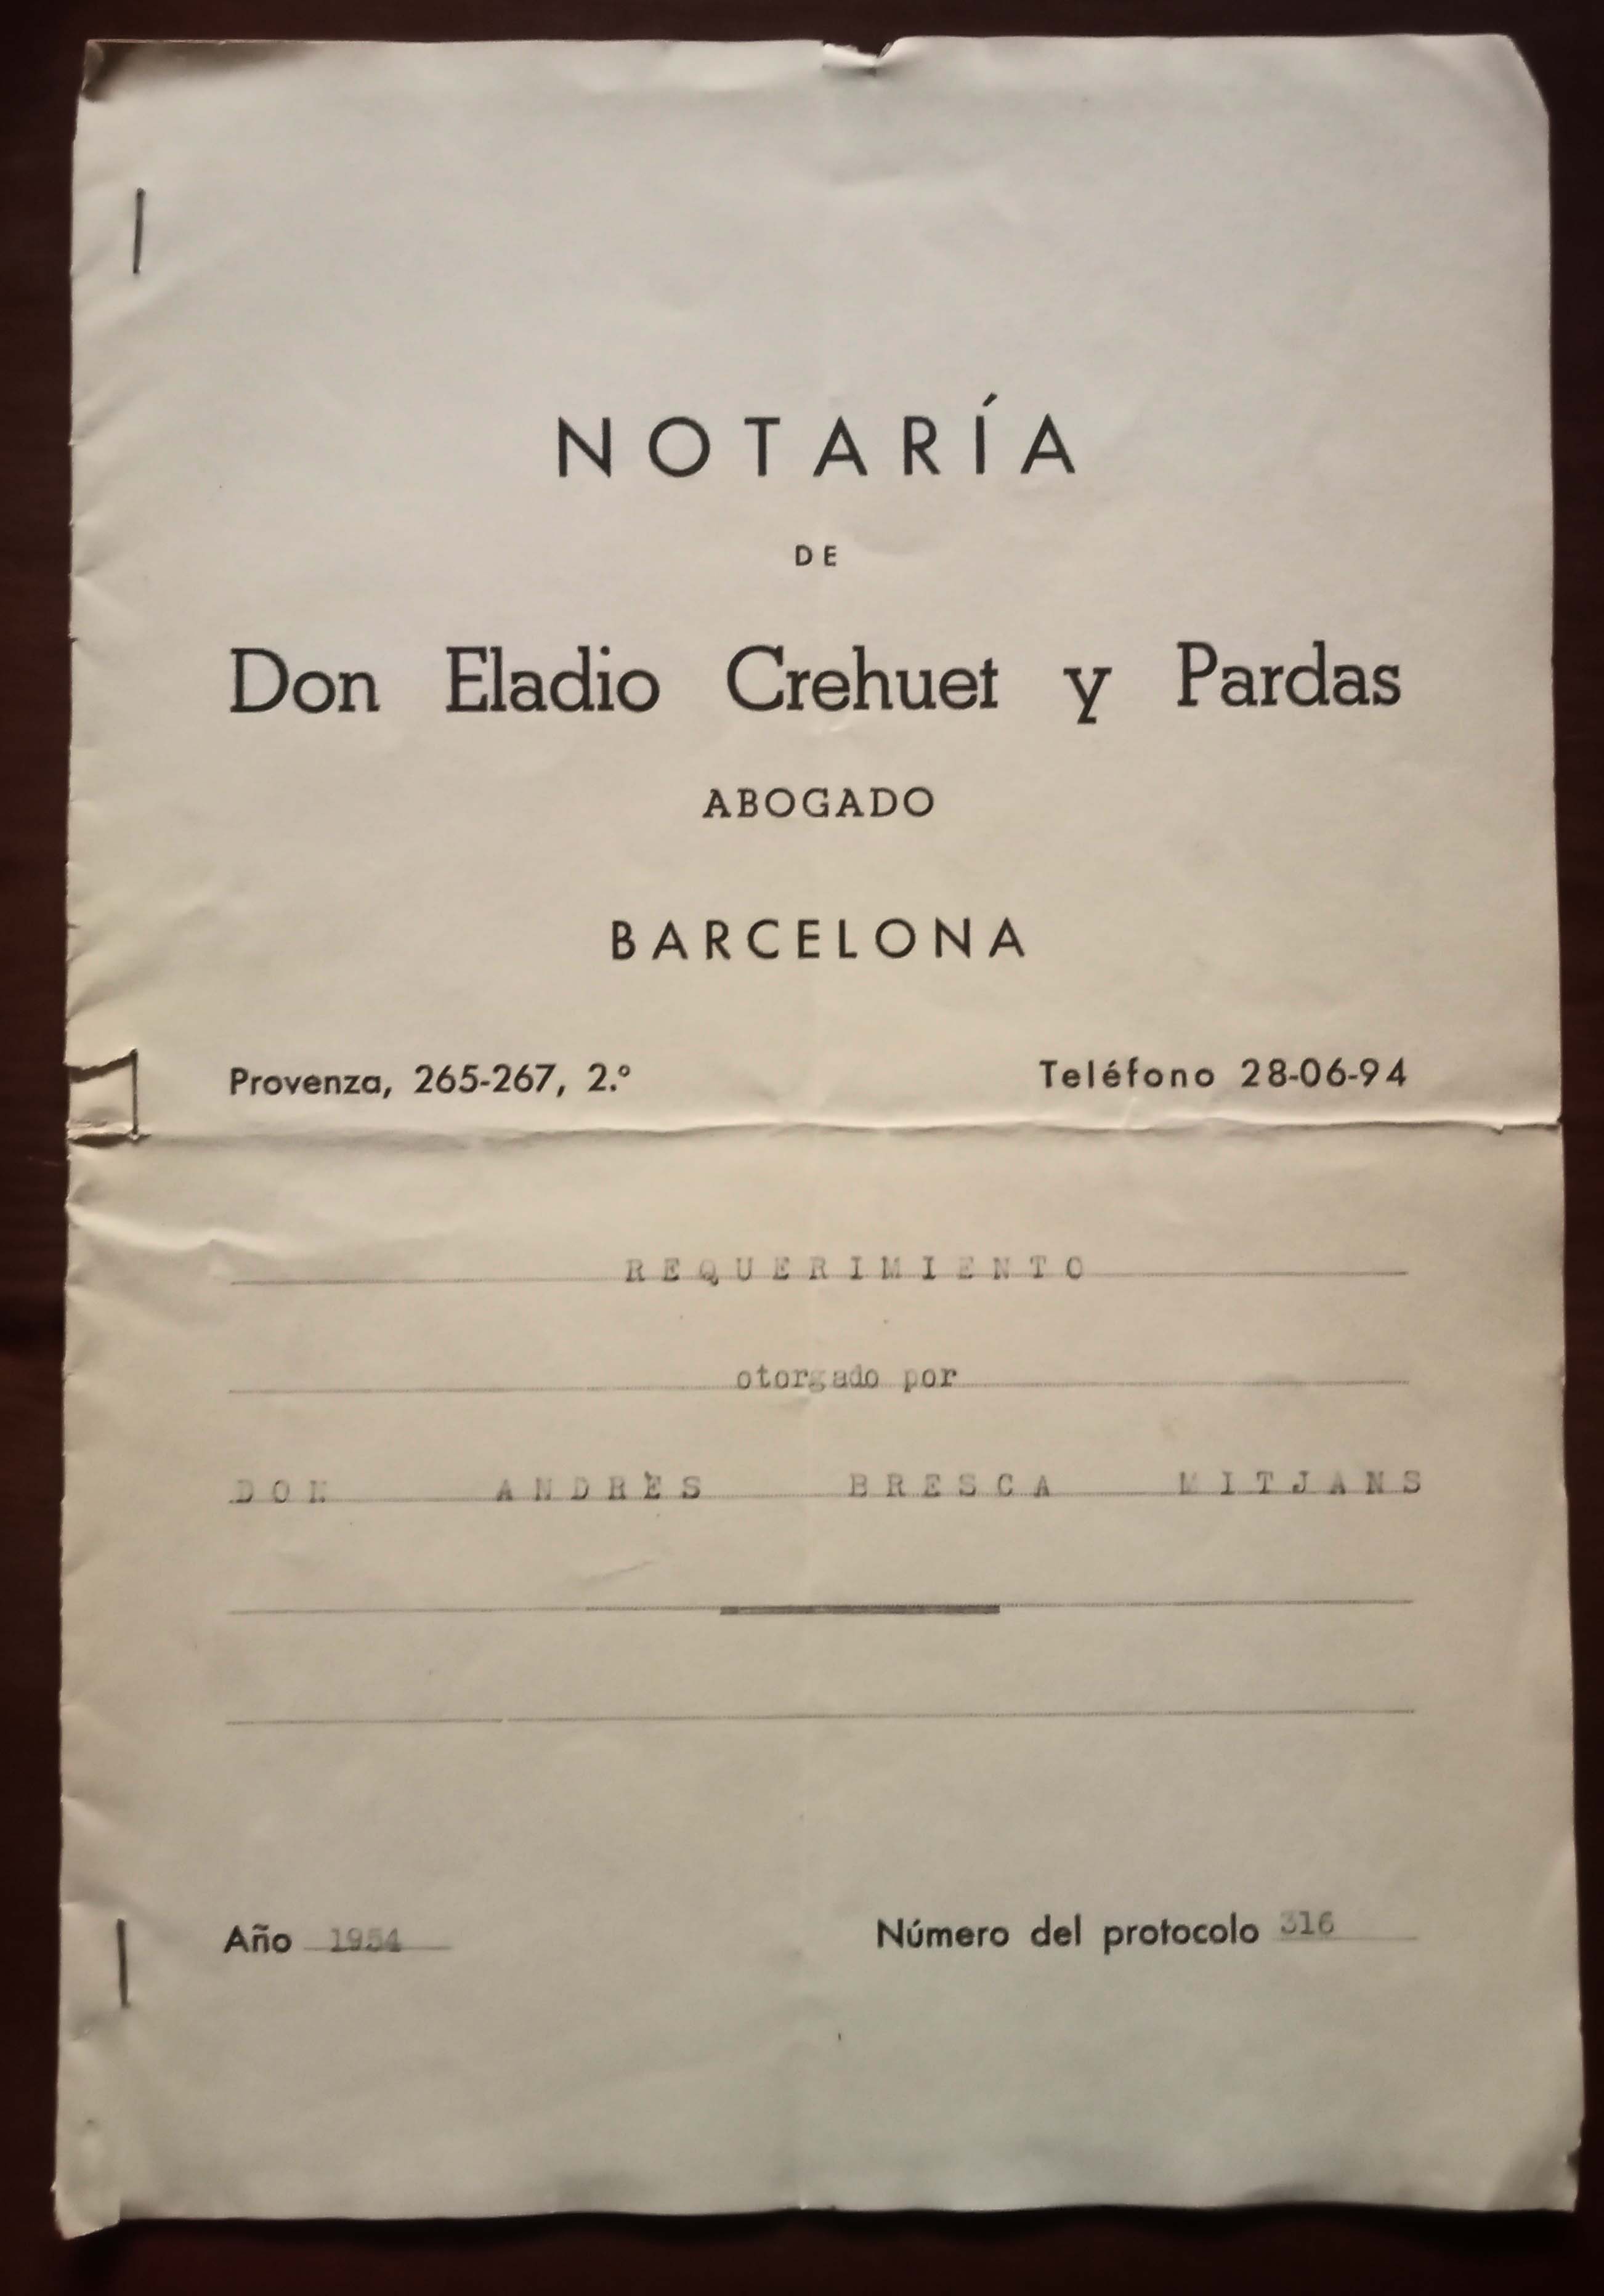 NOTARÍA
DE
Don Eladio Crehuet y Pardas
ABOGADO
BARCELONA
Provenza, 265-267, 2.º Teléfono 28-06-94
REQUERIMIENTO
otorgado por
DON ANDRÈS BRESCA MITJANS
Año 1954 Número del protocolo 316